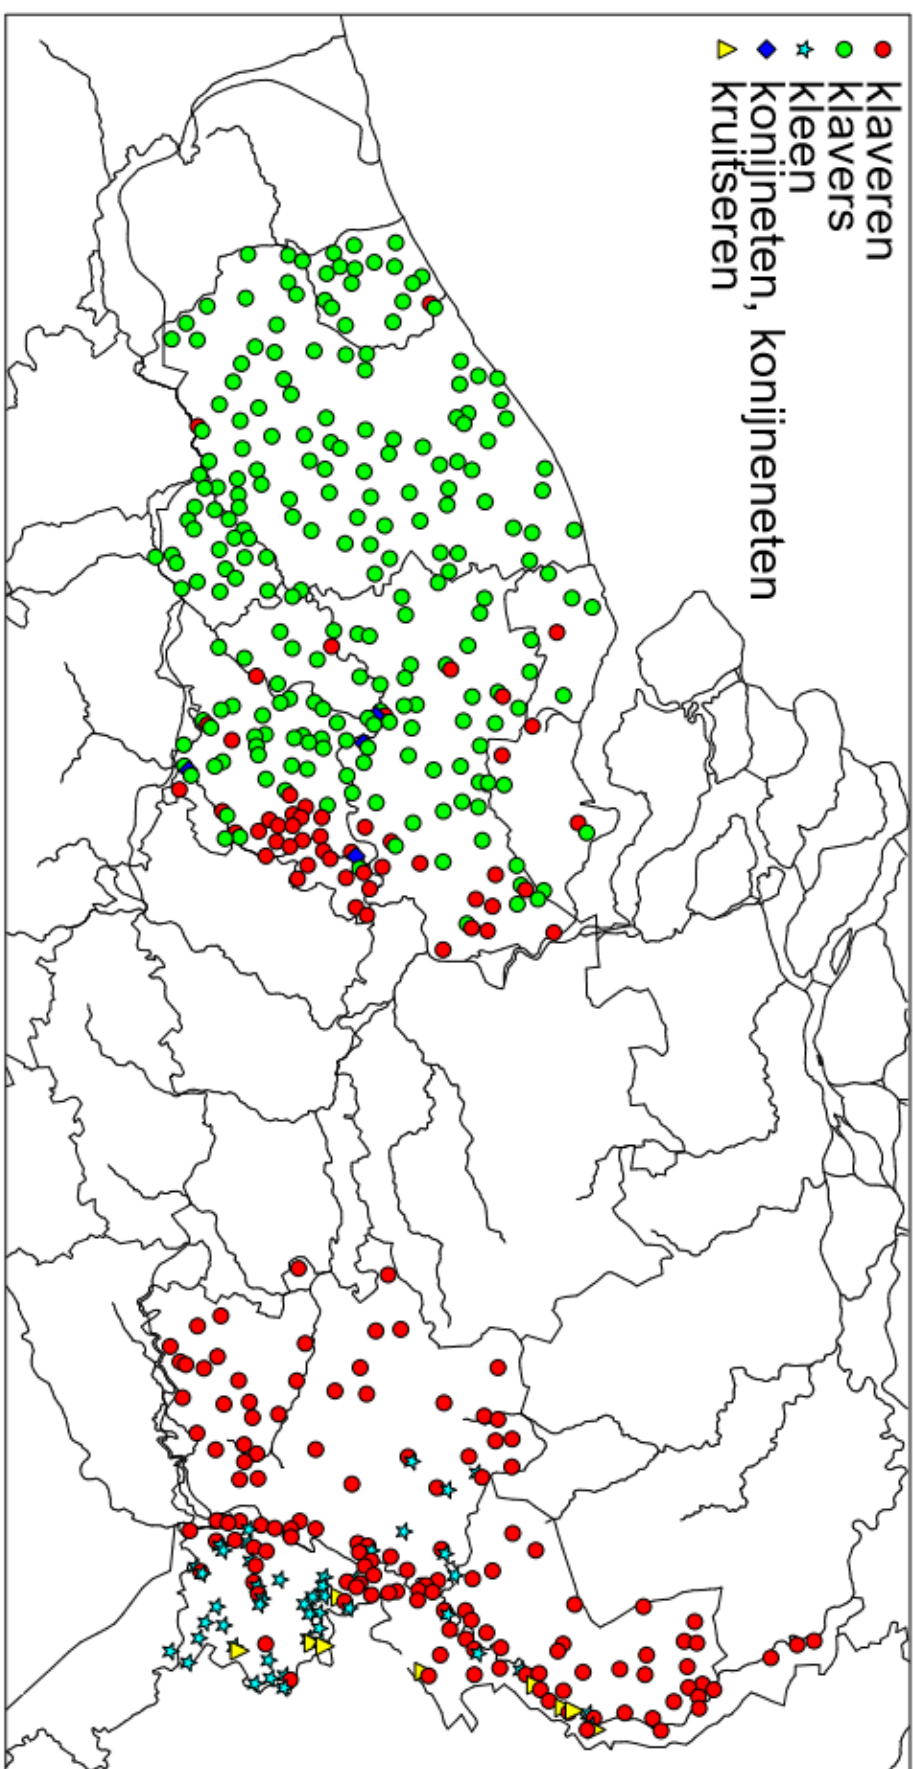 klaveren
klavers
kleen
konijneten, konijneneten
kruitseren